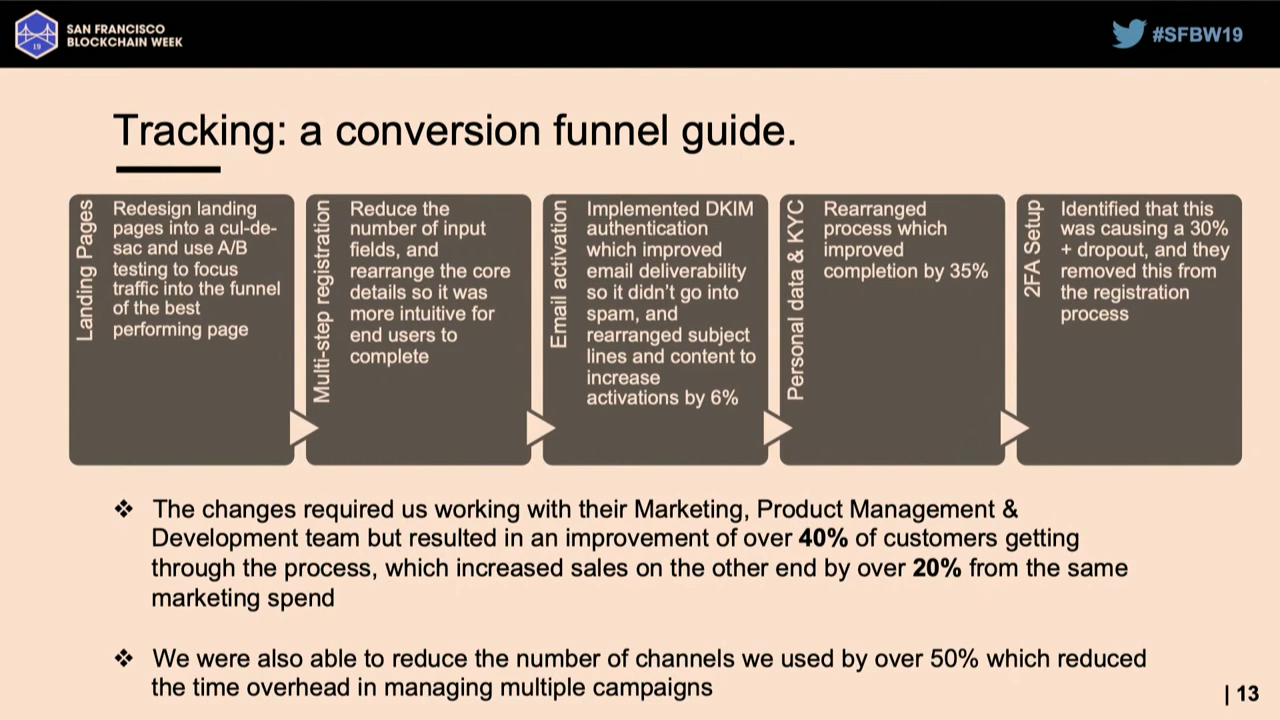 SAN FRANCISCO
BLOCKCHAIN WEEK
19
#SFBW19
Tracking: a conversion funnel guide.
Landing Pages
Redesign landing
pages into a cul-de-
sac and use A/B
testing to focus
traffic into the funnel
of the best
performing page
Multi-step registration
Reduce the
number of input
fields, and
rearrange the core
details so it was
more intuitive for
end users to
complete
Email activation
Implemented DKIM
authentication
which improved
email deliverability
so it didn't go into
spam, and
rearranged subject
lines and content to
increase
activations by 6%
Personal data & KYC
Rearranged
process which
improved
completion by 35%
2FA Setup
Identified that this
was causing a 30%
+ dropout, and they
removed this from
the registration
process
❖ The changes required us working with their Marketing, Product Management &
Development team but resulted in an improvement of over 40% of customers getting
through the process, which increased sales on the other end by over 20% from the same
marketing spend
❖ We were also able to reduce the number of channels we used by over 50% which reduced
the time overhead in managing multiple campaigns
| 13